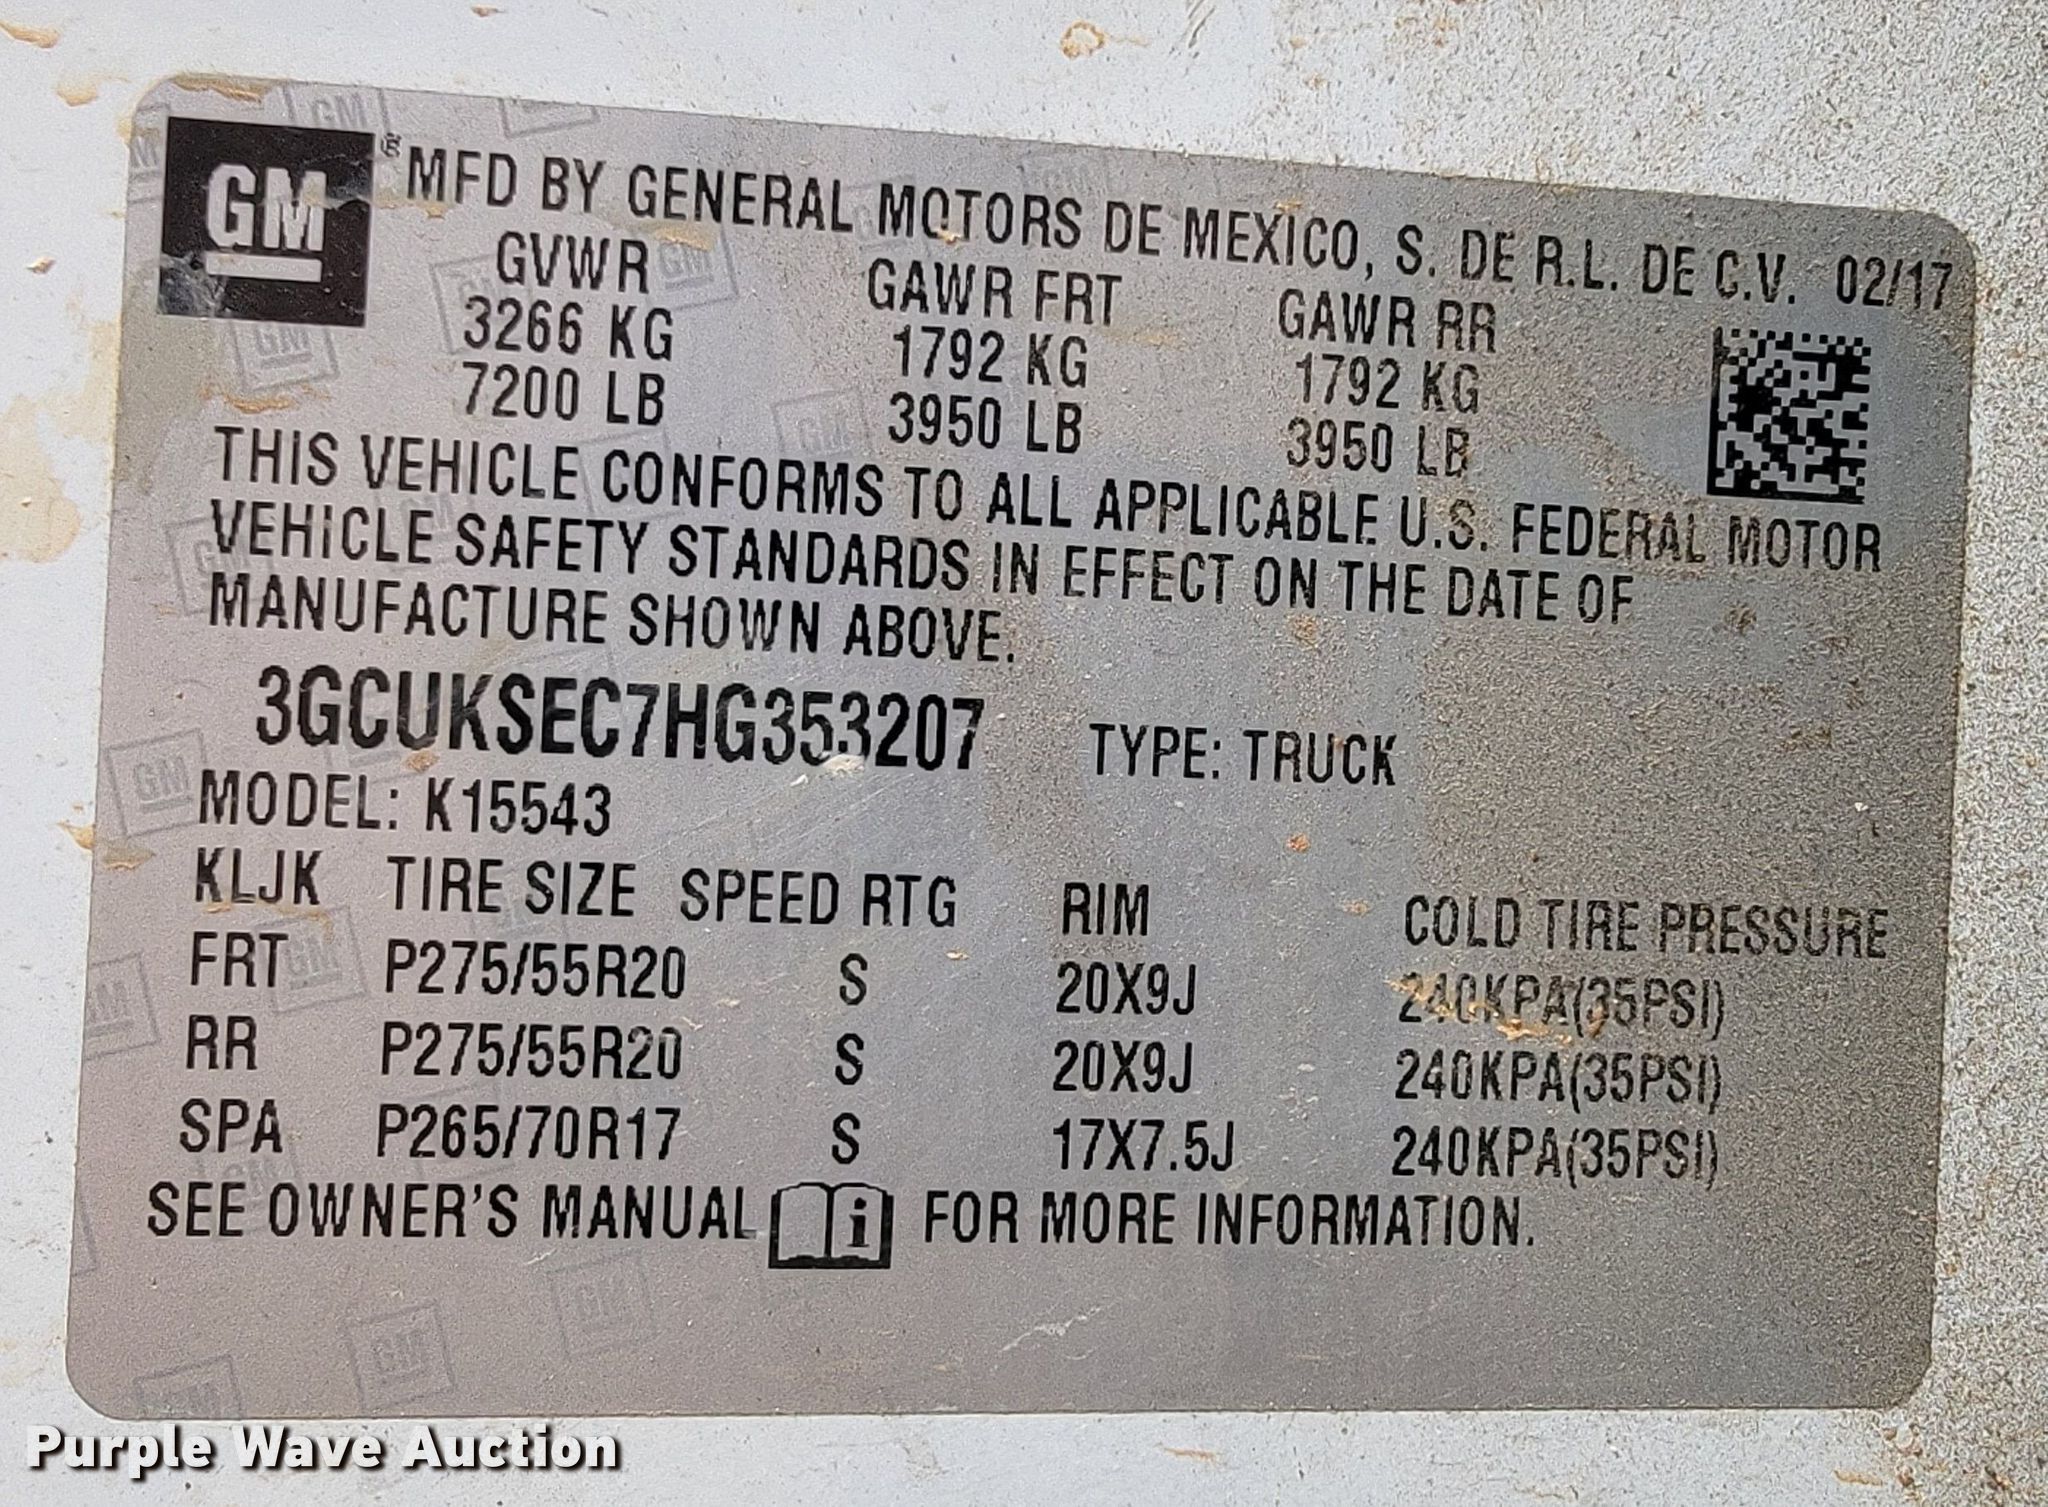 GM ® MFD BY GENERAL MOTORS DE MEXICO, S. DE R.L. DE C.V. 02/17
GVWR GAWR FRT GAWR RR
3266 KG 1792 KG 1792 KG
7200 LB 3950 LB 3950 LB
THIS VEHICLE CONFORMS TO ALL APPLICABLE U.S. FEDERAL MOTOR
VEHICLE SAFETY STANDARDS IN EFFECT ON THE DATE OF
MANUFACTURE SHOWN ABOVE.
3GCUKSEC7HG353207 TYPE: TRUCK
MODEL: K15543
KLJK TIRE SIZE SPEED RTG RIM COLD TIRE PRESSURE
FRT P275/55R20 S 20X9J 240KPA(35PSI)
RR P275/55R20 S 20X9J 240KPA(35PSI)
SPA P265/70R17 S 17X7.5J 240KPA(35PSI)
SEE OWNER'S MANUAL i FOR MORE INFORMATION.
Purple Wave Auction